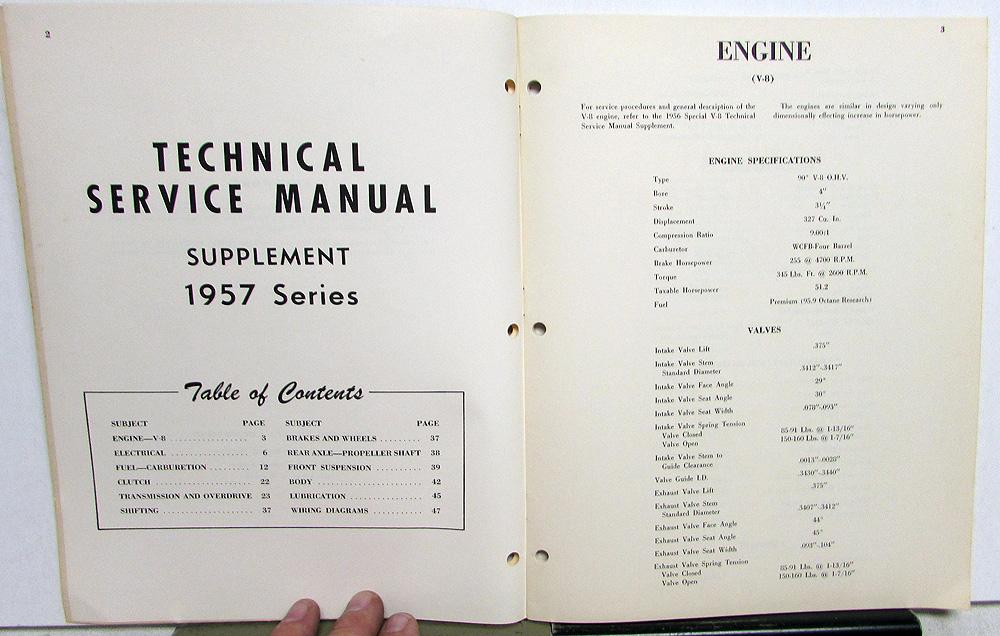 2
TECHNICAL
SERVICE MANUAL
SUPPLEMENT
1957 Series
Table of Contents
SUBJECT PAGE
ENGINE—V-8 ................ 3
ELECTRICAL ................ 6
FUEL—CARBURETION ......... 12
CLUTCH ................... 22
TRANSMISSION AND OVERDRIVE 23
SHIFTING .................. 37
SUBJECT PAGE
BRAKES AND WHEELS ......... 37
REAR AXLE—PROPELLER SHAFT 38
FRONT SUSPENSION .......... 39
BODY ...................... 42
LUBRICATION ............... 45
WIRING DIAGRAMS ........... 47
3
ENGINE
(V-8)
For service procedures and general description of the
V-8 engine, refer to the 1956 Special V-8 Technical
Service Manual Supplement.
The engines are similar in design varying only
dimensionally effecting increase in horsepower.
ENGINE SPECIFICATIONS
Type 90° V-8 O.H.V.
Bore 4"
Stroke 3¼"
Displacement 327 Cu. In.
Compression Ratio 9.00:1
Carburetor WCFB-Four Barrel
Brake Horsepower 255 @ 4700 R.P.M.
Torque 345 Lbs. Ft. @ 2600 R.P.M.
Taxable Horsepower 51.2
Fuel Premium (95.9 Octane Research)
VALVES
Intake Valve Lift .375"
Intake Valve Stem
Standard Diameter .3412"-.3417"
Intake Valve Face Angle 29°
Intake Valve Seat Angle 30°
Intake Valve Seat Width .078"-.093"
Intake Valve Spring Tension
Valve Closed 85-91 Lbs. @ 1-13/16"
Valve Open 150-160 Lbs. @ 1-7/16"
Intake Valve Stem to
Guide Clearance .0013"-.0028"
Valve Guide I.D. .3430"-.3440"
Exhaust Valve Lift .375"
Exhaust Valve Stem
Standard Diameter .3407"-.3412"
Exhaust Valve Face Angle 44°
Exhaust Valve Seat Angle 45°
Exhaust Valve Seat Width .093"-.104"
Exhaust Valve Spring Tension
Valve Closed 85-91 Lbs. @ 1-13/16"
Valve Open 150-160 Lbs. @ 1-7/16"